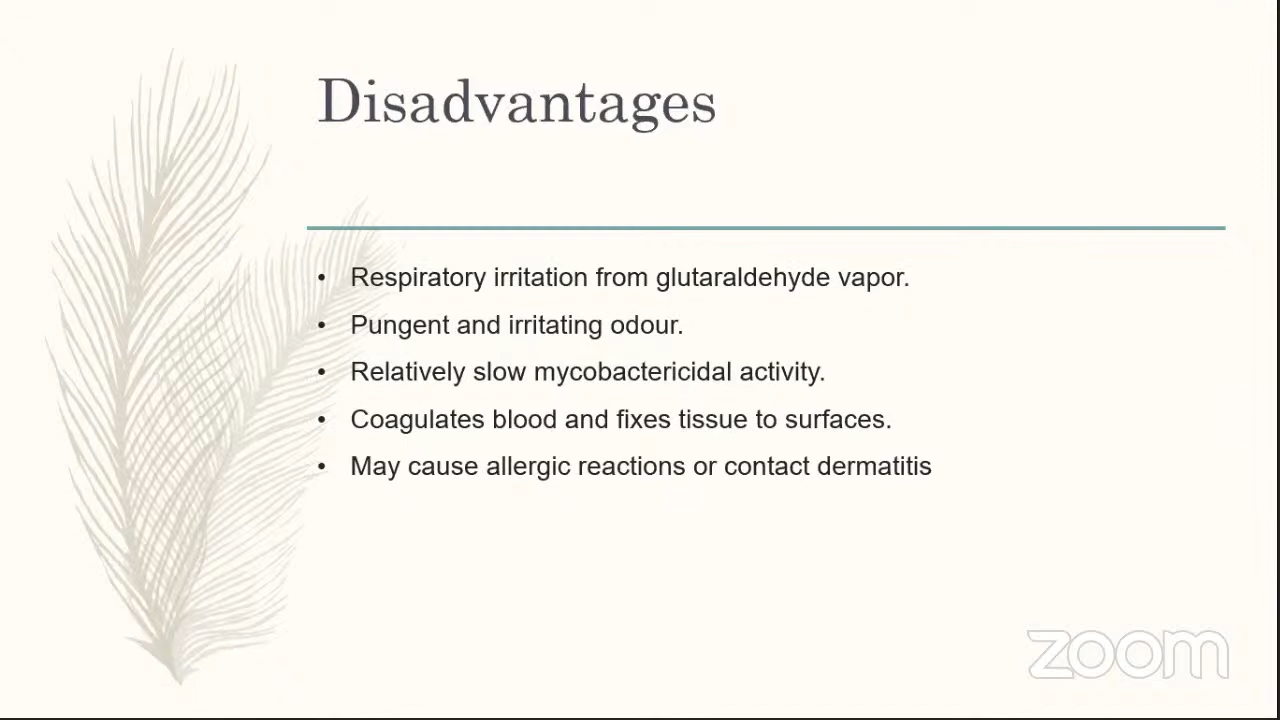 Disadvantages
• Respiratory irritation from glutaraldehyde vapor.
• Pungent and irritating odour.
• Relatively slow mycobactericidal activity.
• Coagulates blood and fixes tissue to surfaces.
• May cause allergic reactions or contact dermatitis
zoom